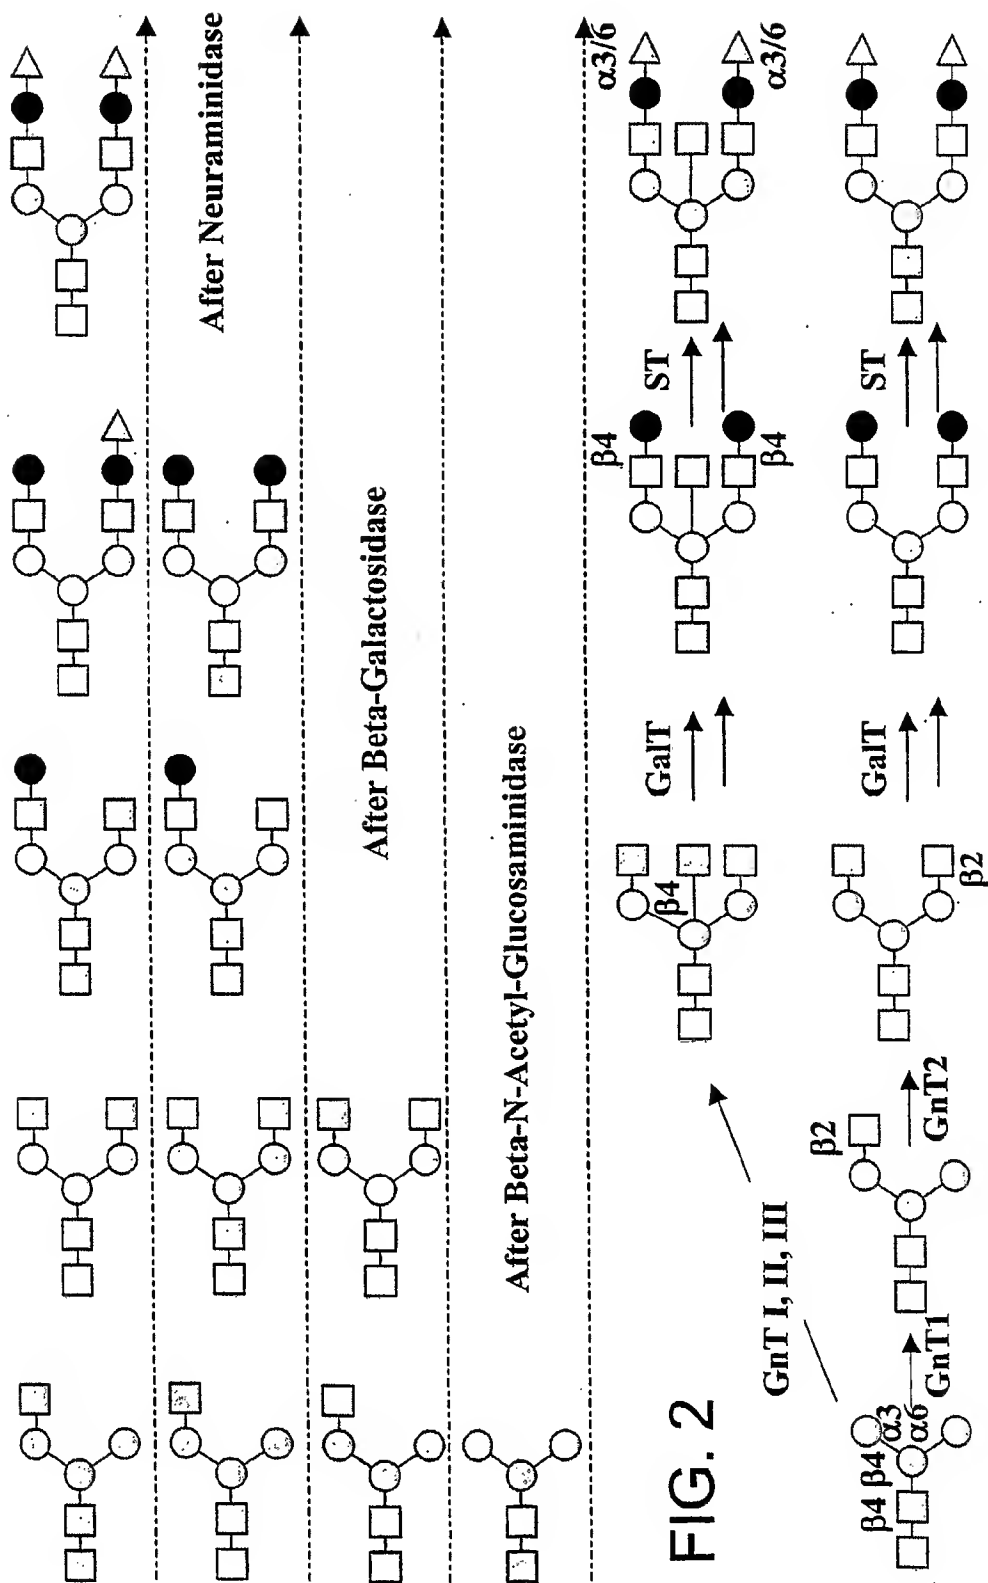 After Neuraminidase
After Beta-Galactosidase
After Beta-N-Acetyl-Glucosaminidase
FIG. 2
GnT I, II, III
β4
GalT
β4
β4
ST
α3/6
α3/6
β4 β4 α3
α6
GnT1
β2
GnT2
β2
GalT
ST